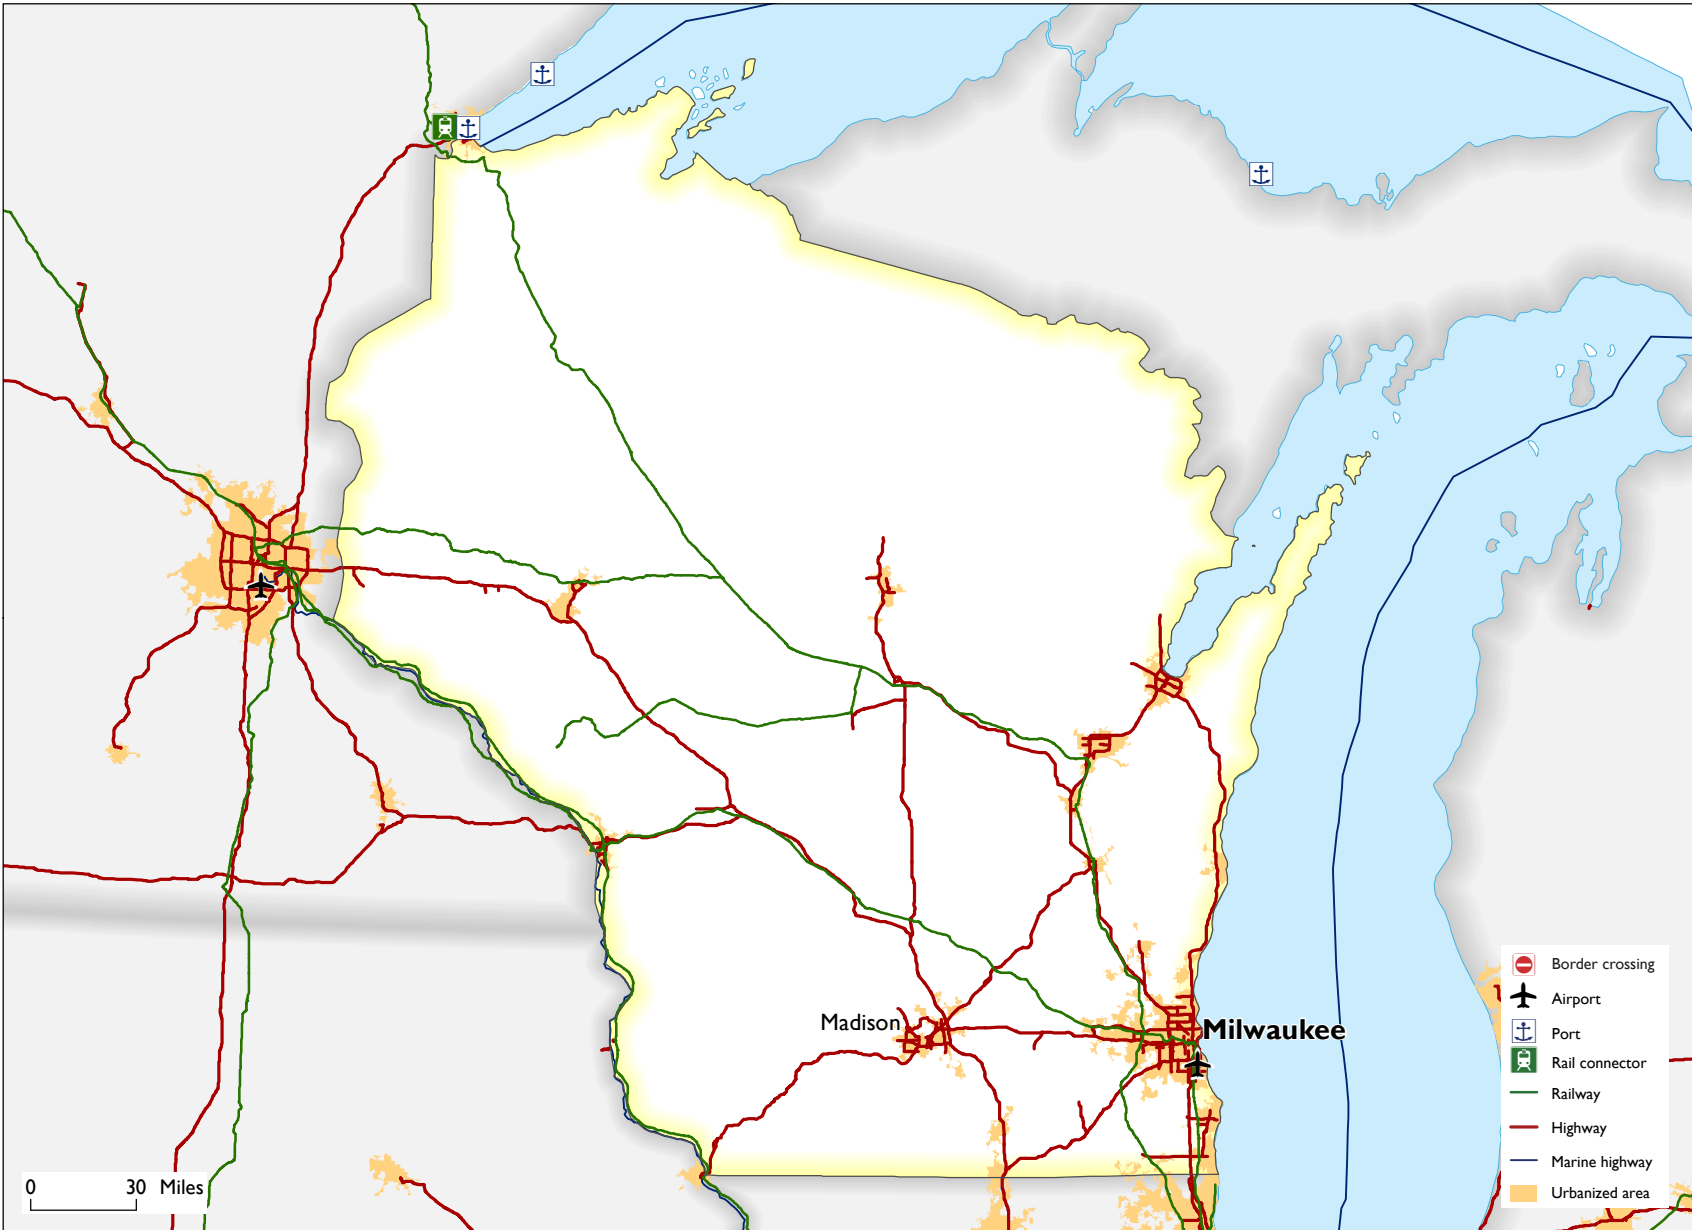 Madison
Milwaukee
Border crossing
Airport
Port
Rail connector
Railway
Highway
Marine highway
Urbanized area
0 30 Miles